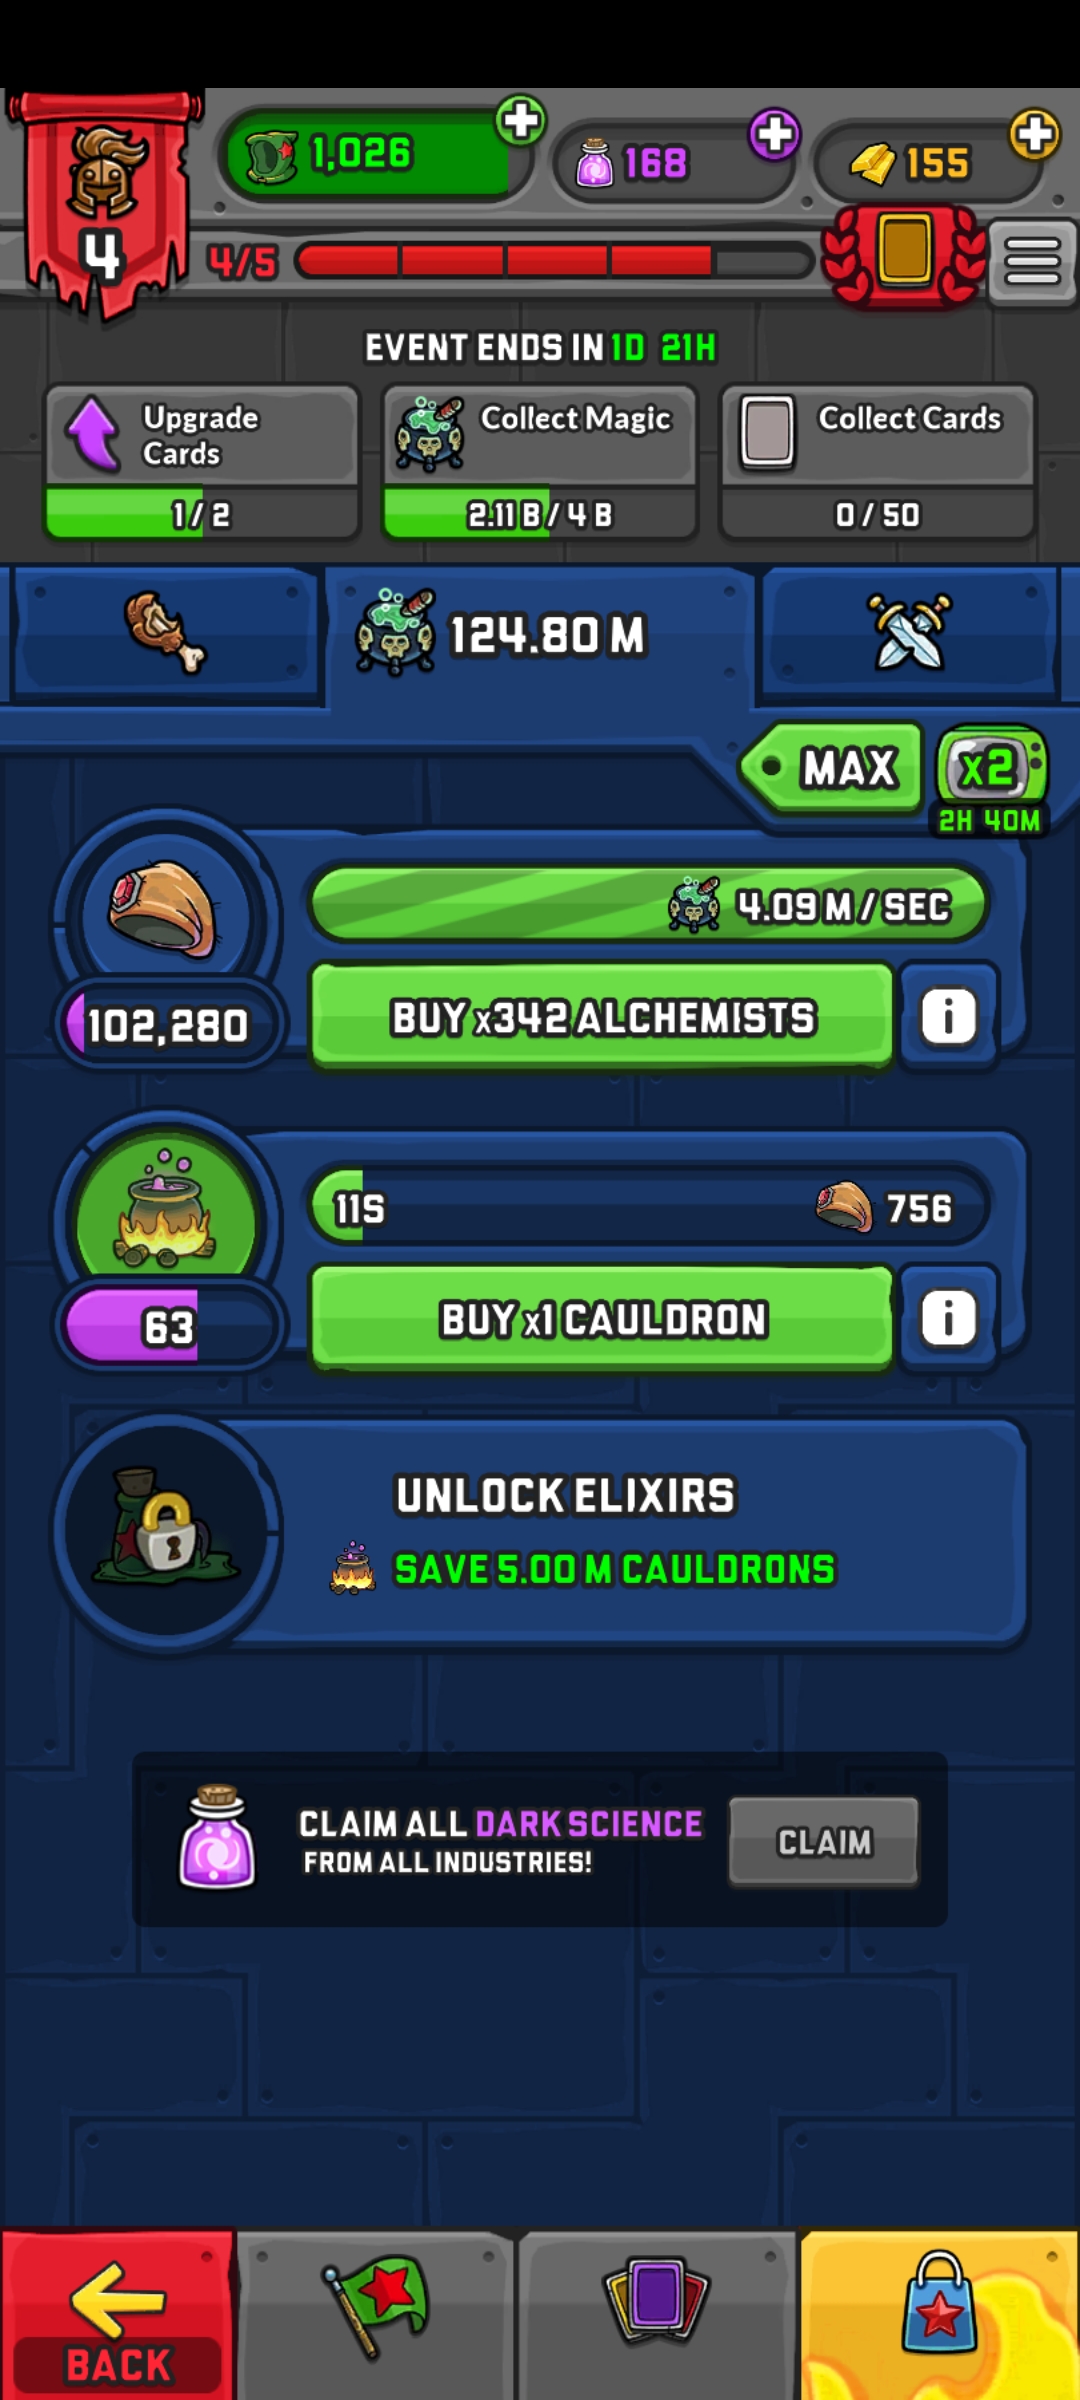 1,026
168
155
4
4/5
EVENT ENDS IN 1D 21H
Upgrade
Cards
1 / 2
Collect Magic
2.11 B / 4 B
Collect Cards
0 / 50
124.80 M
MAX
x2
2H 40M
4.09 M / SEC
102,280
BUY x342 ALCHEMISTS
i
11S
756
63
BUY x1 CAULDRON
i
UNLOCK ELIXIRS
SAVE 5.00 M CAULDRONS
CLAIM ALL DARK SCIENCE
FROM ALL INDUSTRIES!
CLAIM
BACK